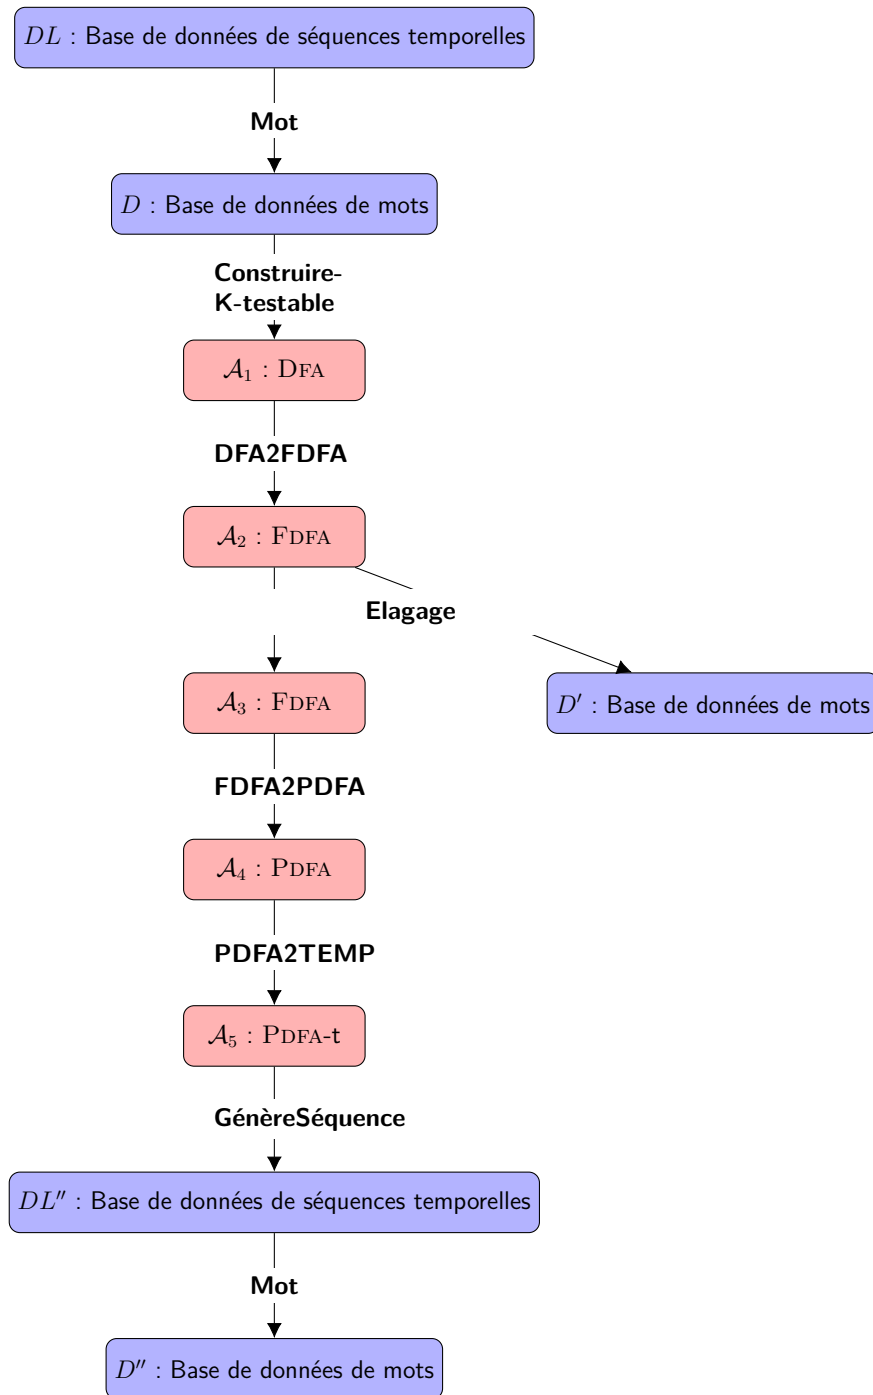 DL : Base de données de séquences temporelles
Mot
D : Base de données de mots
Construire-
K-testable
𝒜₁ : DFA
DFA2FDFA
𝒜₂ : FDFA
Elagage
𝒜₃ : FDFA
D′ : Base de données de mots
FDFA2PDFA
𝒜₄ : PDFA
PDFA2TEMP
𝒜₅ : PDFA-t
GénèreSéquence
DL″ : Base de données de séquences temporelles
Mot
D″ : Base de données de mots